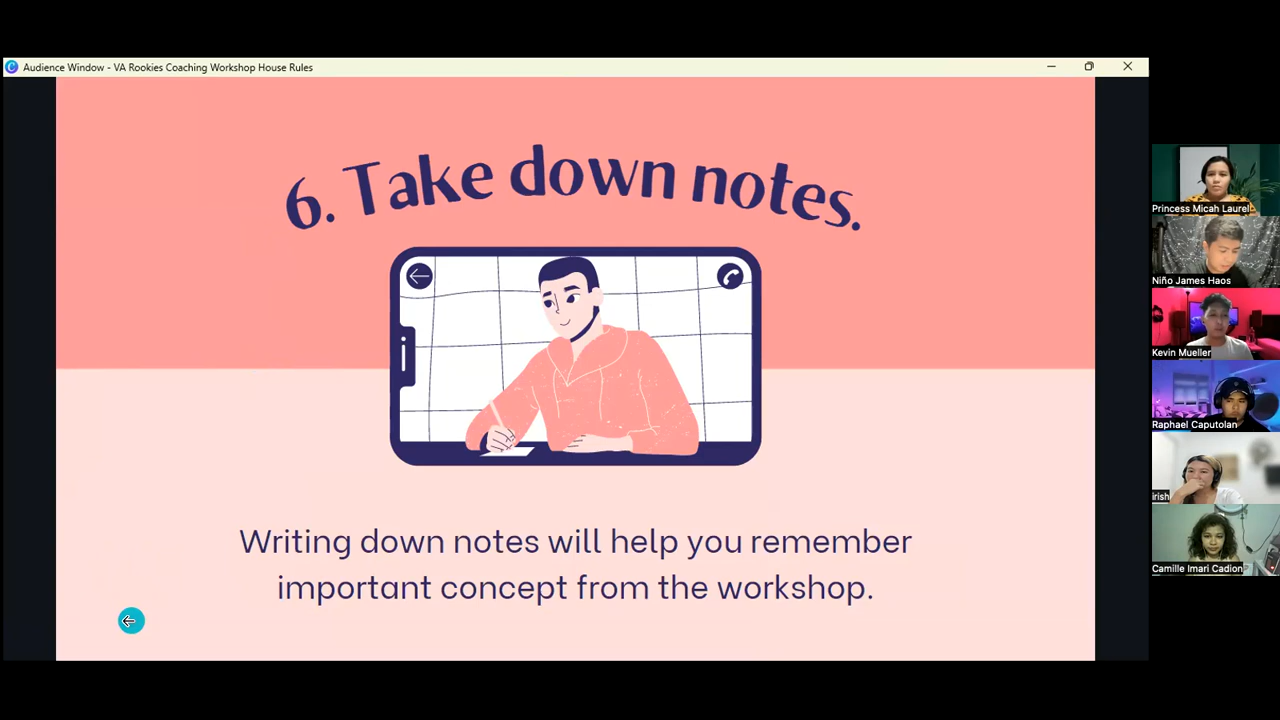 Audience Window - VA Rookies Coaching Workshop House Rules
6. Take down notes.
Writing down notes will help you remember
important concept from the workshop.
Princess Micah Laurel
Niño James Haos
Kevin Mueller
Raphael Caputolan
irish
Camille Imari Cadion